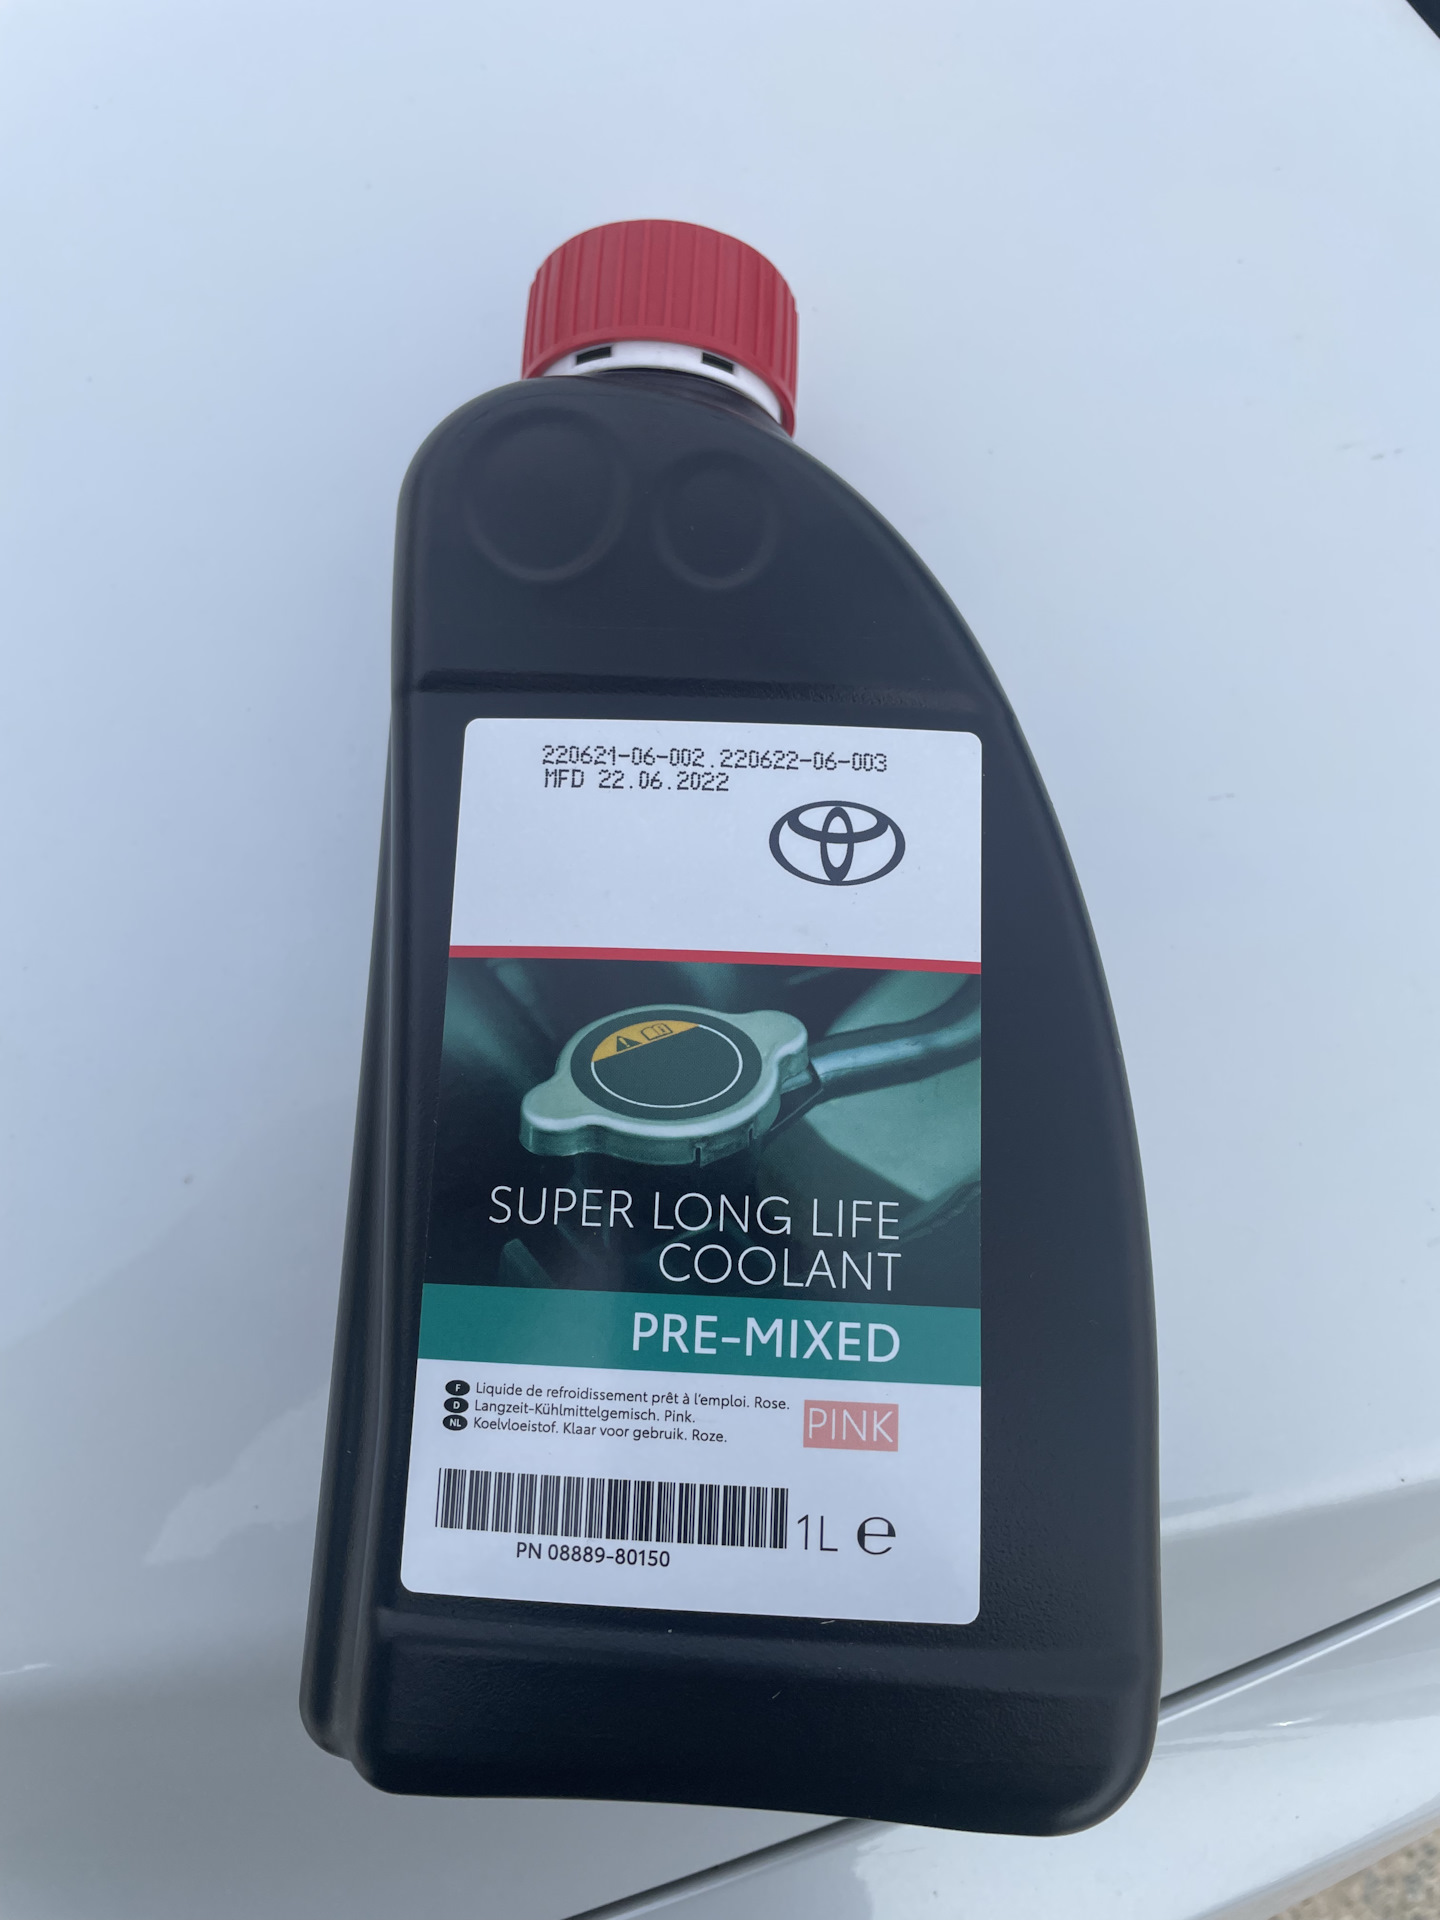 220621-06-002.220622-06-003
MFD 22.06.2022
SUPER LONG LIFE
COOLANT
PRE-MIXED
F Liquide de refroidissement prêt à l'emploi. Rose.
D Langzeit-Kühlmittelgemisch. Pink.
NL Koelvloeistof. Klaar voor gebruik. Roze.
PINK
1L e
PN 08889-80150